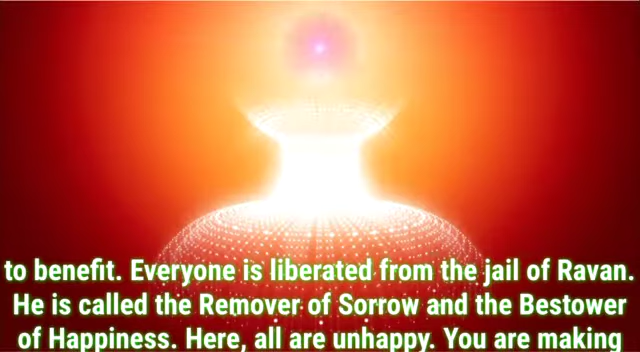 to benefit. Everyone is liberated from the jail of Ravan.
He is called the Remover of Sorrow and the Bestower
of Happiness. Here, all are unhappy. You are making